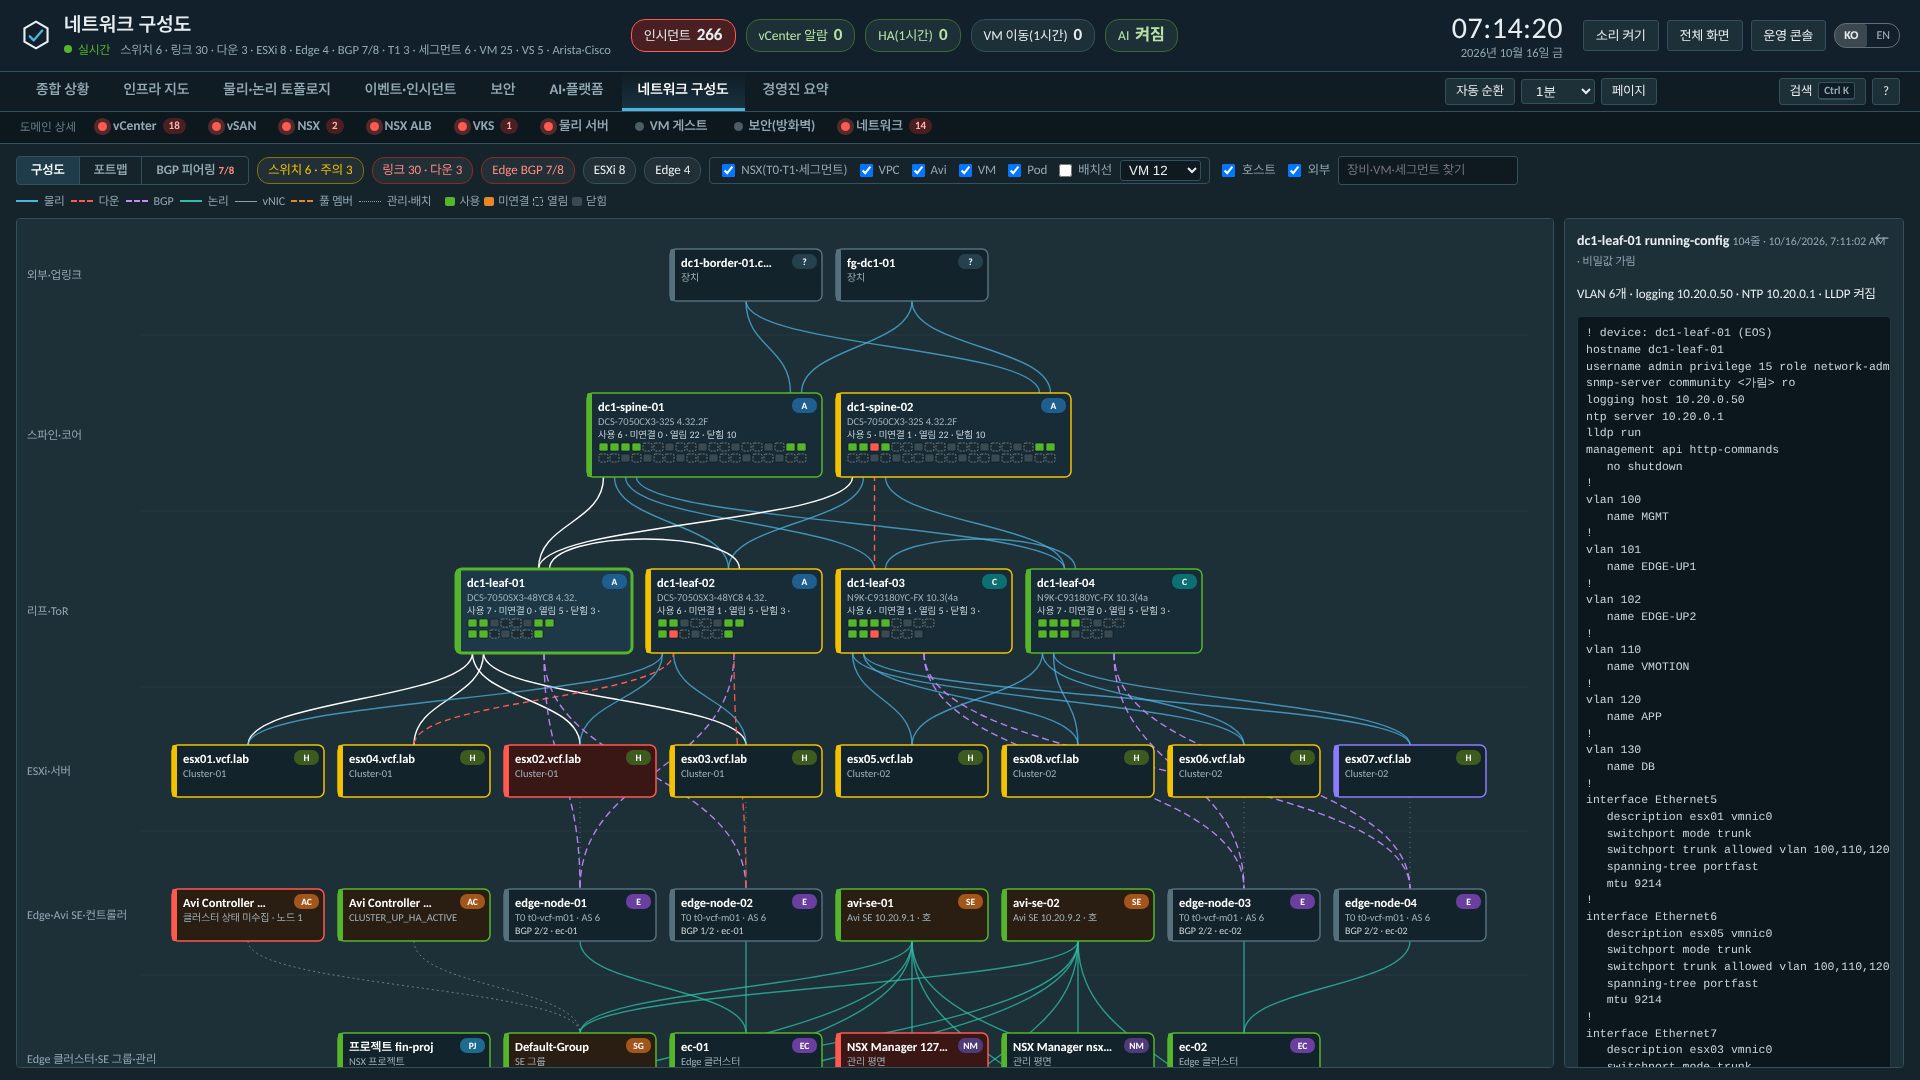 네트워크 구성도
실시간 스위치 6 · 링크 30 · 다운 3 · ESXi 8 · Edge 4 · BGP 7/8 · T1 3 · 세그먼트 6 · VM 25 · VS 5 · Arista·Cisco
인시던트 266
vCenter 알람 0
HA(1시간) 0
VM 이동(1시간) 0
AI 켜짐
07:14:20
2026년 10월 16일 금
소리 켜기
전체 화면
운영 콘솔
KO EN
종합 상황
인프라 지도
물리·논리 토폴로지
이벤트·인시던트
보안
AI·플랫폼
네트워크 구성도
경영진 요약
자동 순환
1분
페이지
검색 Ctrl K
?
도메인 상세
vCenter 18
vSAN
NSX 2
NSX ALB
VKS 1
물리 서버
VM 게스트
보안(방화벽)
네트워크 14
구성도
포트맵
BGP 피어링 7/8
스위치 6 · 주의 3
링크 30 · 다운 3
Edge BGP 7/8
ESXi 8
Edge 4
NSX(T0·T1·세그먼트)
VPC
Avi
VM
Pod
배치선
VM 12
호스트
외부
장비·VM·세그먼트 찾기
물리 다운 BGP 논리 vNIC 풀 멤버 관리·배치 사용 미연결 열림 닫힘
외부·업링크
dc1-border-01.c... ?
장치
fg-dc1-01 ?
장치
스파인·코어
dc1-spine-01 A
DCS-7050CX3-32S 4.32.2F
사용 6 · 미연결 0 · 열림 22 · 닫힘 10
dc1-spine-02 A
DCS-7050CX3-32S 4.32.2F
사용 5 · 미연결 1 · 열림 22 · 닫힘 10
리프·ToR
dc1-leaf-01 A
DCS-7050SX3-48YC8 4.32.
사용 7 · 미연결 0 · 열림 5 · 닫힘 3 ·
dc1-leaf-02 A
DCS-7050SX3-48YC8 4.32.
사용 6 · 미연결 1 · 열림 5 · 닫힘 3 ·
dc1-leaf-03 C
N9K-C93180YC-FX 10.3(4a
사용 6 · 미연결 1 · 열림 5 · 닫힘 3 ·
dc1-leaf-04 C
N9K-C93180YC-FX 10.3(4a
사용 7 · 미연결 0 · 열림 5 · 닫힘 3 ·
ESXi·서버
esx01.vcf.lab H
Cluster-01
esx04.vcf.lab H
Cluster-01
esx02.vcf.lab H
Cluster-01
esx03.vcf.lab H
Cluster-01
esx05.vcf.lab H
Cluster-02
esx08.vcf.lab H
Cluster-02
esx06.vcf.lab H
Cluster-02
esx07.vcf.lab H
Cluster-02
Edge·Avi SE·컨트롤러
Avi Controller ... AC
클러스터 상태 미수집 · 노드 1
Avi Controller ... AC
CLUSTER_UP_HA_ACTIVE
edge-node-01 E
T0 t0-vcf-m01 · AS 6
BGP 2/2 · ec-01
edge-node-02 E
T0 t0-vcf-m01 · AS 6
BGP 1/2 · ec-01
avi-se-01 SE
Avi SE 10.20.9.1 · 호
avi-se-02 SE
Avi SE 10.20.9.2 · 호
edge-node-03 E
T0 t0-vcf-m01 · AS 6
BGP 2/2 · ec-02
edge-node-04 E
T0 t0-vcf-m01 · AS 6
BGP 2/2 · ec-02
Edge 클러스터·SE 그룹·관리
프로젝트 fin-proj PJ
NSX 프로젝트
Default-Group SG
SE 그룹
ec-01 EC
Edge 클러스터
NSX Manager 127... NM
관리 평면
NSX Manager nsx... NM
관리 평면
ec-02 EC
Edge 클러스터
dc1-leaf-01 running-config 104줄 · 10/16/2026, 7:11:02 AM
· 비밀값 가림
VLAN 6개 · logging 10.20.0.50 · NTP 10.20.0.1 · LLDP 켜짐
! device: dc1-leaf-01 (EOS)
hostname dc1-leaf-01
username admin privilege 15 role network-adm
snmp-server community <가림> ro
logging host 10.20.0.50
ntp server 10.20.0.1
lldp run
management api http-commands
no shutdown
!
vlan 100
name MGMT
!
vlan 101
name EDGE-UP1
!
vlan 102
name EDGE-UP2
!
vlan 110
name VMOTION
!
vlan 120
name APP
!
vlan 130
name DB
!
interface Ethernet5
description esx01 vmnic0
switchport mode trunk
switchport trunk allowed vlan 100,110,120
spanning-tree portfast
mtu 9214
!
interface Ethernet6
description esx05 vmnic0
switchport mode trunk
switchport trunk allowed vlan 100,110,120
spanning-tree portfast
mtu 9214
!
interface Ethernet7
description esx03 vmnic0
switchport mode trunk